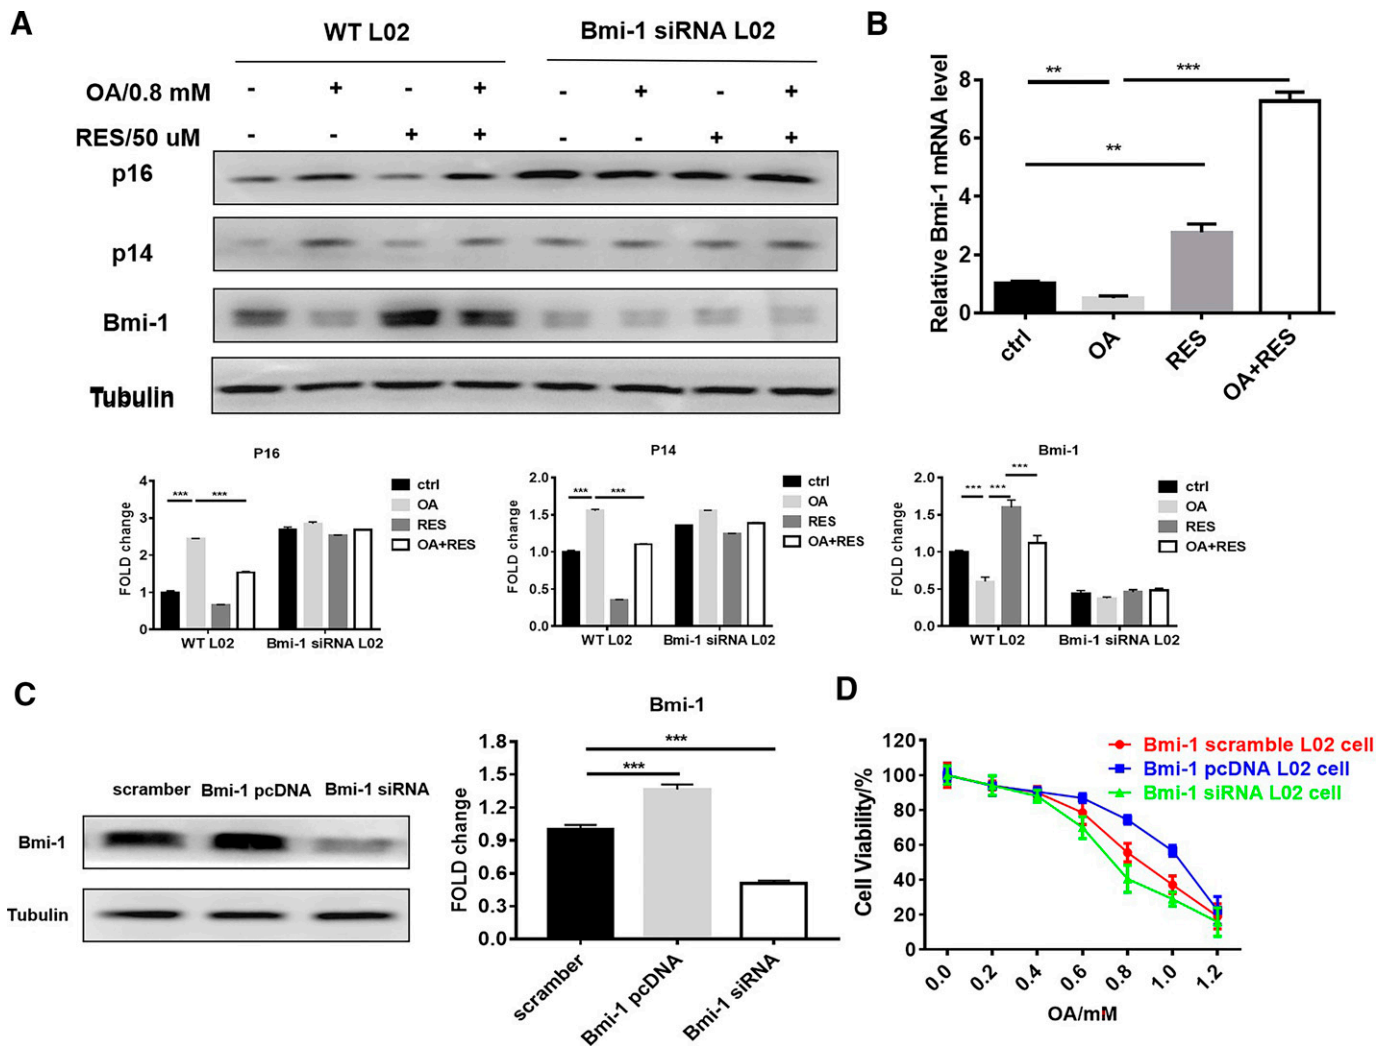 A
WT L02
Bmi-1 siRNA L02
OA/0.8 mM - + - + - + - +
RES/50 uM - - + + - - + +
p16
p14
Bmi-1
Tubulin
P16
FOLD change
4
3
2
1
0
*** ***
ctrl
OA
RES
OA+RES
WT L02 Bmi-1 siRNA L02
P14
FOLD change
2.0
1.5
1.0
0.5
0.0
*** ***
ctrl
OA
RES
OA+RES
WT L02 Bmi-1 siRNA L02
Bmi-1
FOLD change
2.0
1.5
1.0
0.5
0.0
***
*** ***
ctrl
OA
RES
OA+RES
WT L02 Bmi-1 siRNA L02
B
Relative Bmi-1 mRNA level
8
6
4
2
0
** ***
**
ctrl OA RES OA+RES
C
scramber Bmi-1 pcDNA Bmi-1 siRNA
Bmi-1
Tubulin
Bmi-1
FOLD change
1.8
1.5
1.2
0.9
0.6
0.3
0.0
***
***
scramber Bmi-1 pcDNA Bmi-1 siRNA
D
Cell Viability/%
120
100
80
60
40
20
0
Bmi-1 scramble L02 cell
Bmi-1 pcDNA L02 cell
Bmi-1 siRNA L02 cell
0.0 0.2 0.4 0.6 0.8 1.0 1.2
OA/mM